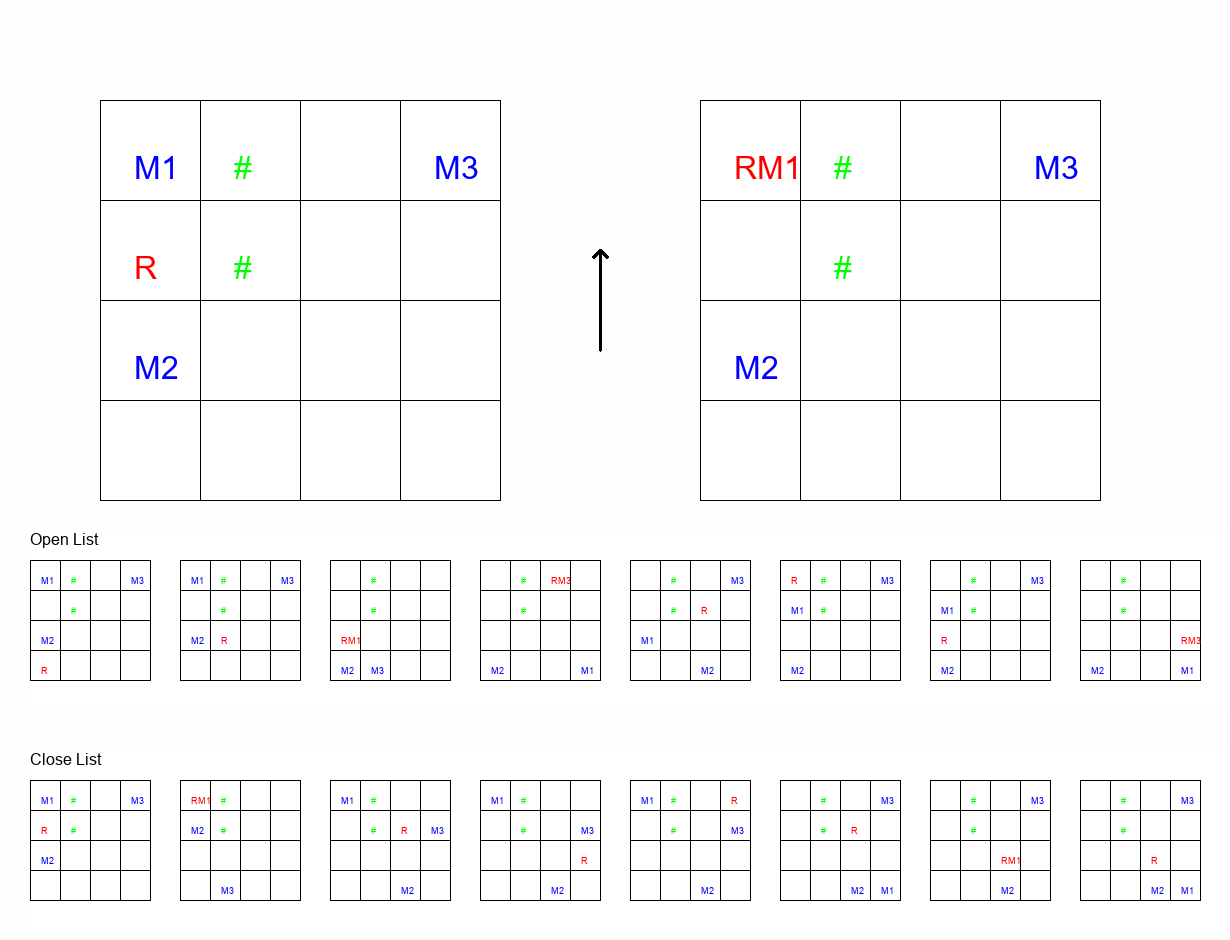 M1 # M3 RM1 # M3
R # #
M2 M2
Open List
M1 # M3 M1 # M3 # # RM3 # M3 R # M3 # M3 #
# # # # # R M1 # M1 # #
M2 M2 R RM1 M1 R RM3
R M2 M3 M2 M1 M2 M2 M2 M2 M1
Close List
M1 # M3 RM1 # M1 # M1 # M1 # R # M3 # M3 # M3
R # M2 # # R M3 # M3 # M3 # R # #
M2 R RM1 R
M3 M2 M2 M2 M2 M1 M2 M2 M1